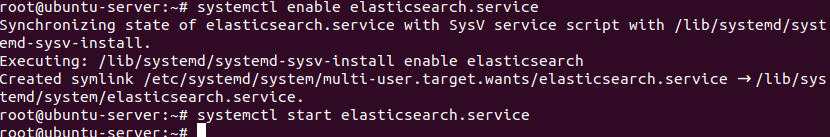 root@ubuntu-server:~# systemctl enable elasticsearch.service
Synchronizing state of elasticsearch.service with SysV service script with /lib/systemd/syst
emd-sysv-install.
Executing: /lib/systemd/systemd-sysv-install enable elasticsearch
Created symlink /etc/systemd/system/multi-user.target.wants/elasticsearch.service → /lib/sys
temd/system/elasticsearch.service.
root@ubuntu-server:~# systemctl start elasticsearch.service
root@ubuntu-server:~#